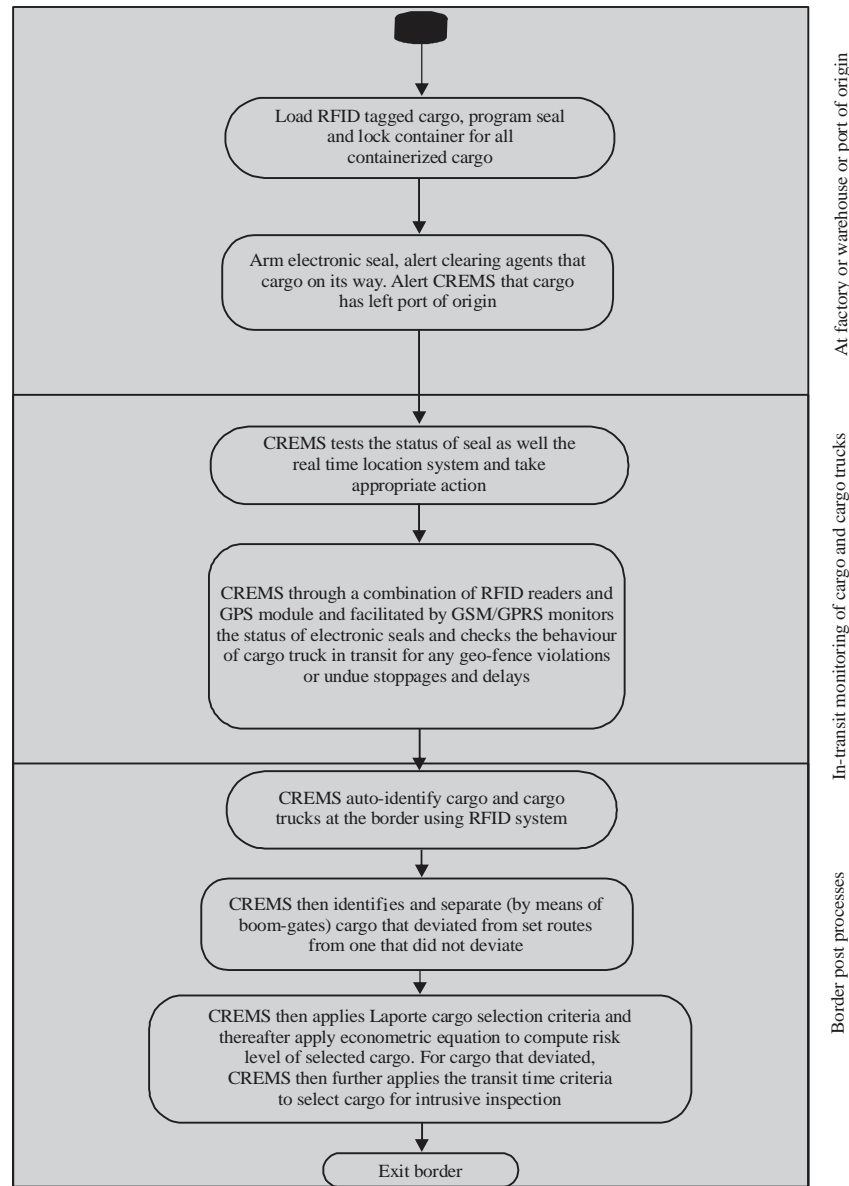 Load RFID tagged cargo, program seal
and lock container for all
containerized cargo
Arm electronic seal, alert clearing agents that
cargo on its way. Alert CREMS that cargo
has left port of origin
At factory or warehouse or port of origin
CREMS tests the status of seal as well the
real time location system and take
appropriate action
CREMS through a combination of RFID readers and
GPS module and facilitated by GSM/GPRS monitors
the status of electronic seals and checks the behaviour
of cargo truck in transit for any geo-fence violations
or undue stoppages and delays
In-transit monitoring of cargo and cargo trucks
CREMS auto-identify cargo and cargo
trucks at the border using RFID system
CREMS then identifies and separate (by means of
boom-gates) cargo that deviated from set routes
from one that did not deviate
CREMS then applies Laporte cargo selection criteria and
thereafter apply econometric equation to compute risk
level of selected cargo. For cargo that deviated,
CREMS then further applies the transit time criteria
to select cargo for intrusive inspection
Exit border
Border post processes